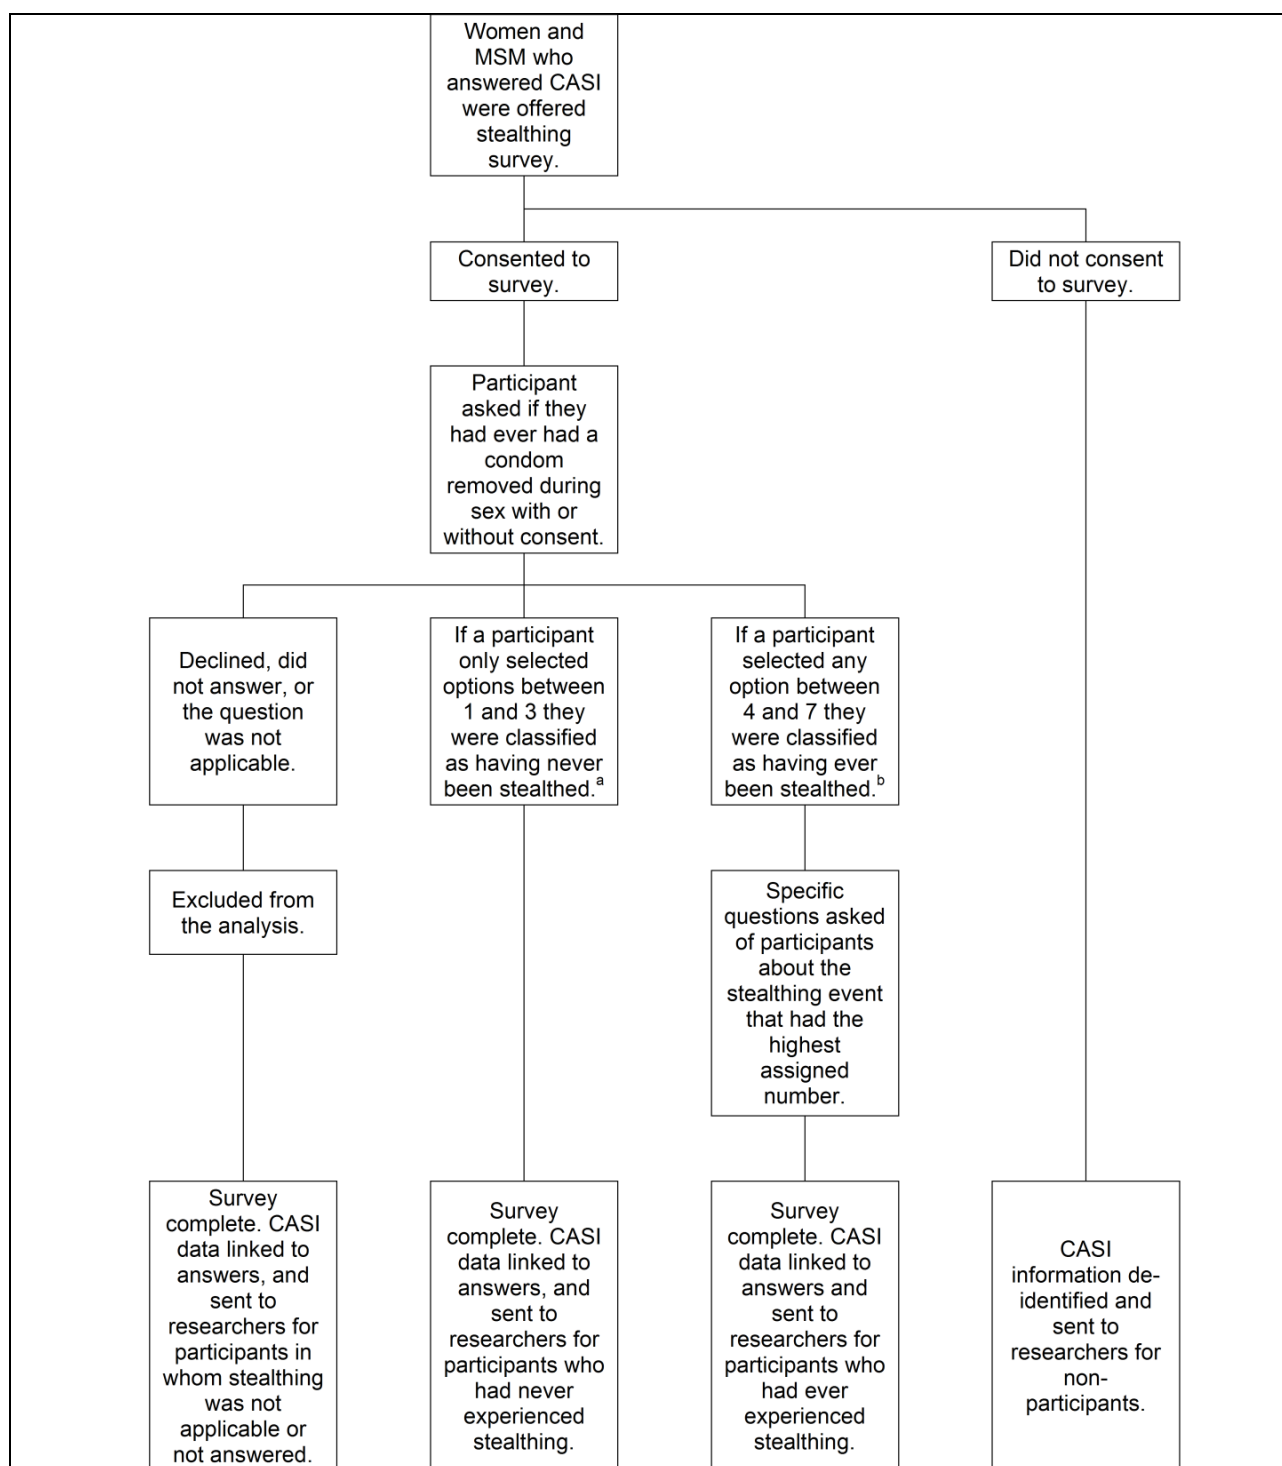 Women and
MSM who
answered CASI
were offered
stealthing
survey.
Consented to
survey.
Did not consent
to survey.
Participant
asked if they
had ever had a
condom
removed during
sex with or
without consent.
Declined, did
not answer, or
the question
was not
applicable.
If a participant
only selected
options between
1 and 3 they
were classified
as having never
been stealthed.a
If a participant
selected any
option between
4 and 7 they
were classified
as having ever
been stealthed.b
Excluded from
the analysis.
Specific
questions asked
of participants
about the
stealthing event
that had the
highest
assigned
number.
Survey
complete. CASI
data linked to
answers, and
sent to
researchers for
participants in
whom stealthing
was not
applicable or
not answered.
Survey
complete. CASI
data linked to
answers, and
sent to
researchers for
participants who
had never
experienced
stealthing.
Survey
complete. CASI
data linked to
answers and
sent to
researchers for
participants who
had ever
experienced
stealthing.
CASI
information de-
identified and
sent to
researchers for
non-
participants.